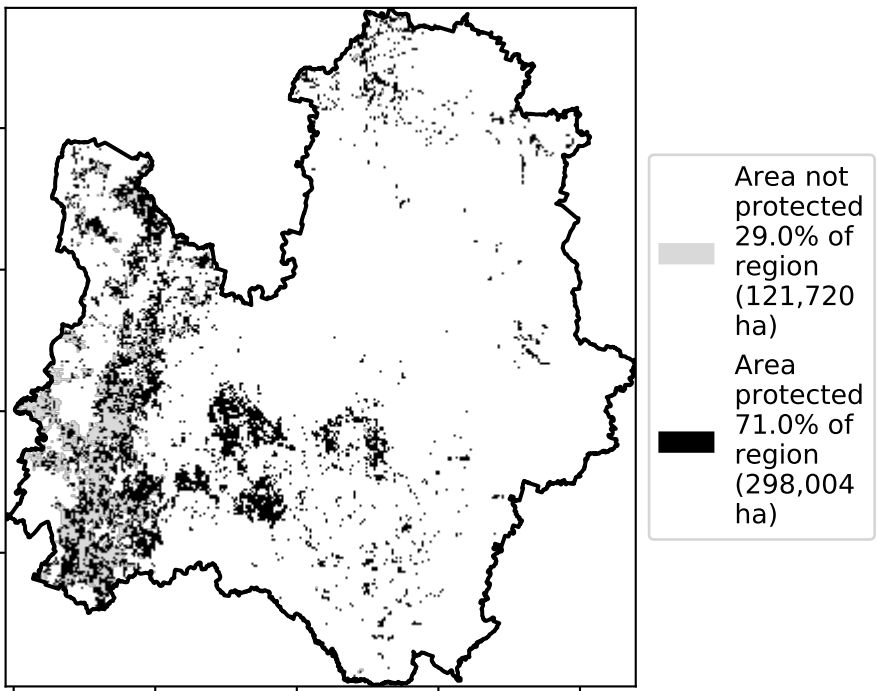 Area not
protected
29.0% of
region
(121,720
ha)
Area
protected
71.0% of
region
(298,004
ha)